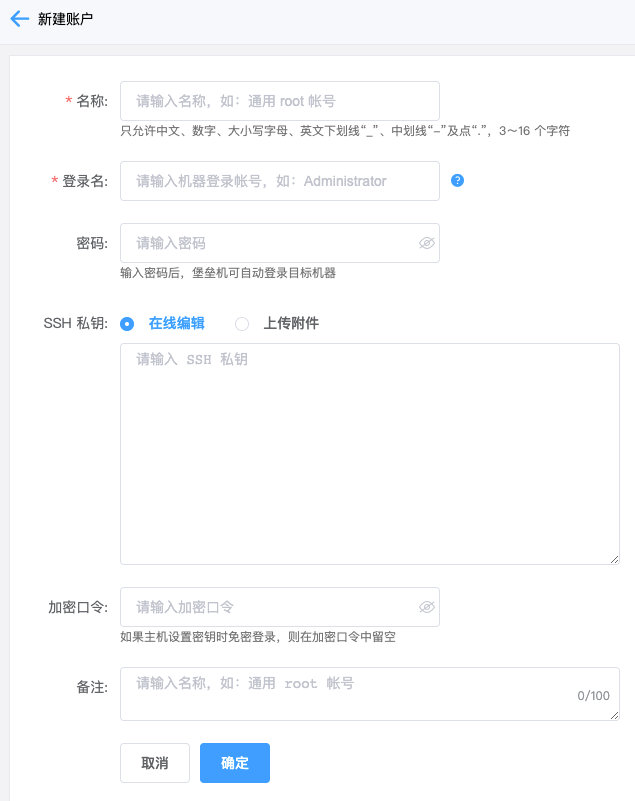 新建账户
* 名称: 请输入名称，如：通用 root 帐号
只允许中文、数字、大小写字母、英文下划线“_”、中划线“-”及点“.”，3～16 个字符
* 登录名: 请输入机器登录帐号，如：Administrator ?
密码: 请输入密码
输入密码后，堡垒机可自动登录目标机器
SSH 私钥: 在线编辑 上传附件
请输入 SSH 私钥
加密口令: 请输入加密口令
如果主机设置密钥时免密登录，则在加密口令中留空
备注: 请输入名称，如：通用 root 帐号
0/100
取消 确定